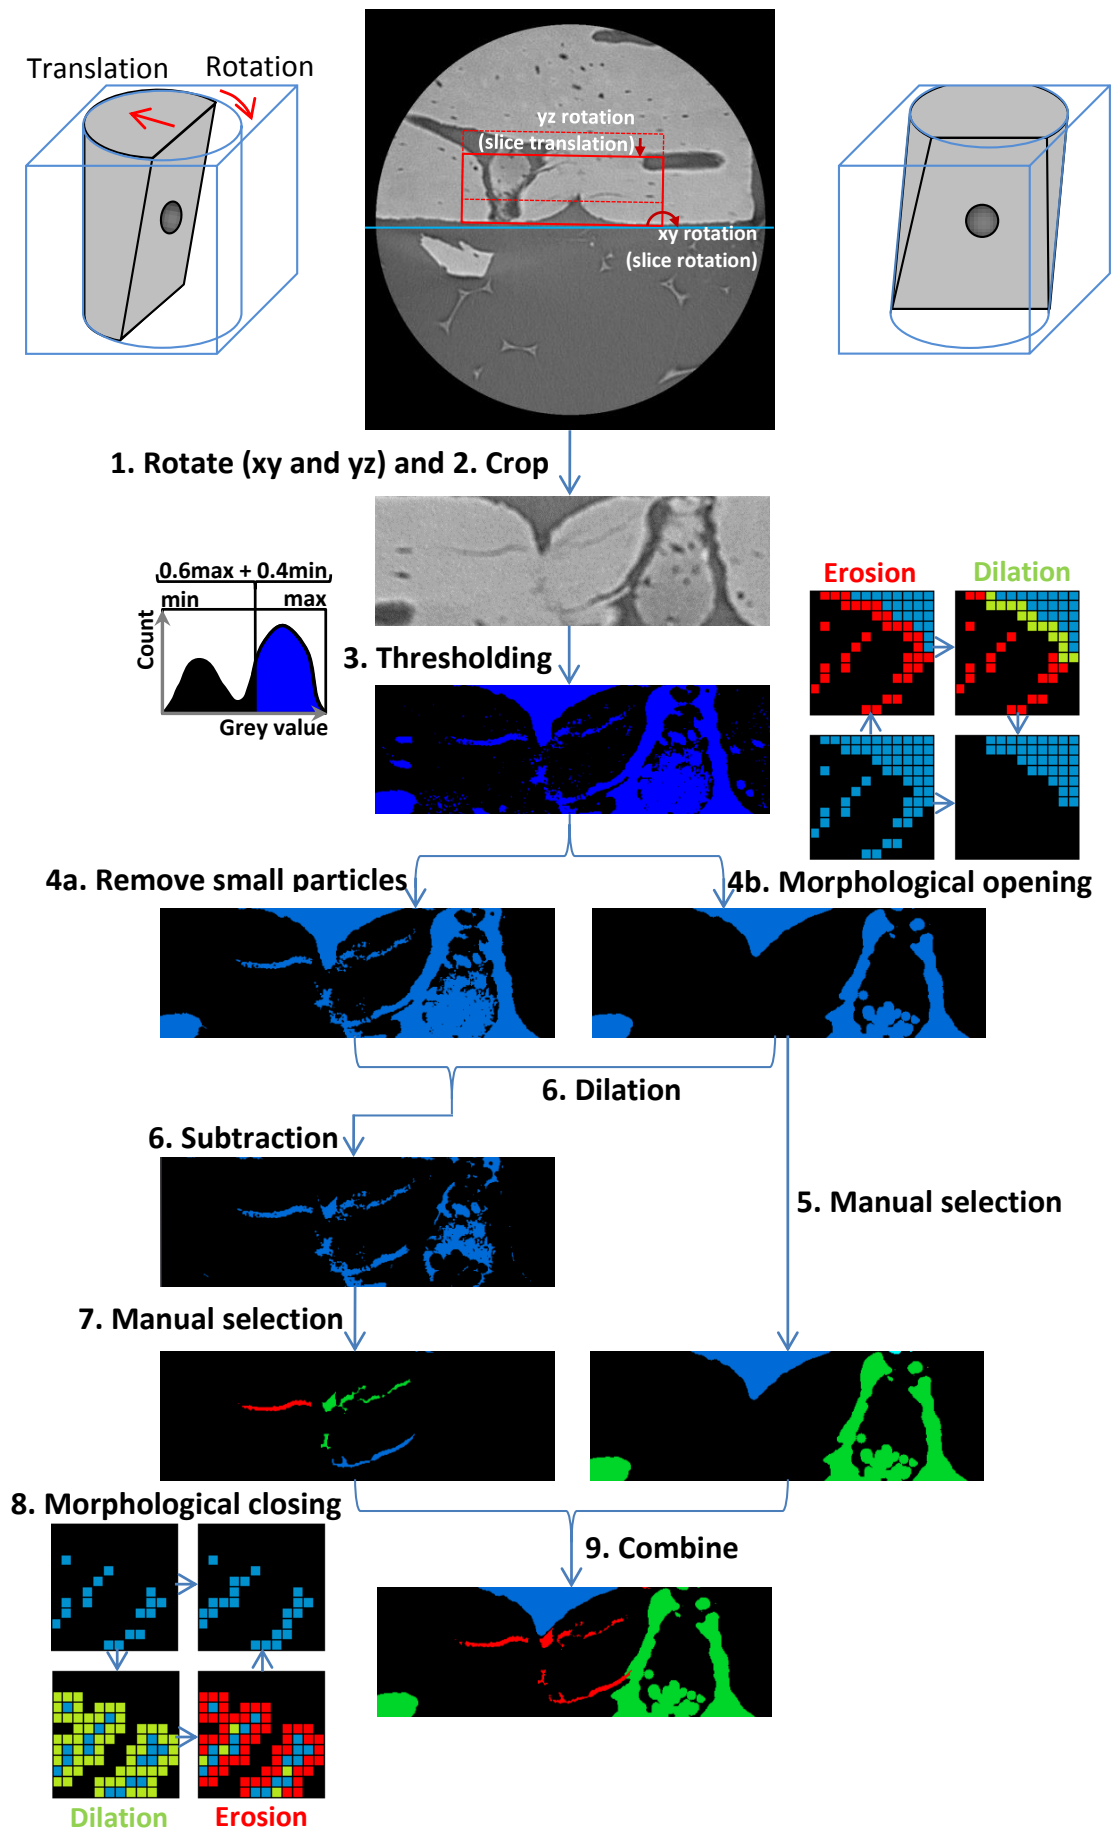 Translation
Rotation
yz rotation
(slice translation)
xy rotation
(slice rotation)
1. Rotate (xy and yz) and 2. Crop
0.6max + 0.4min
min
max
Count
Grey value
3. Thresholding
Erosion
Dilation
4a. Remove small particles
4b. Morphological opening
6. Dilation
6. Subtraction
5. Manual selection
7. Manual selection
8. Morphological closing
9. Combine
Dilation
Erosion